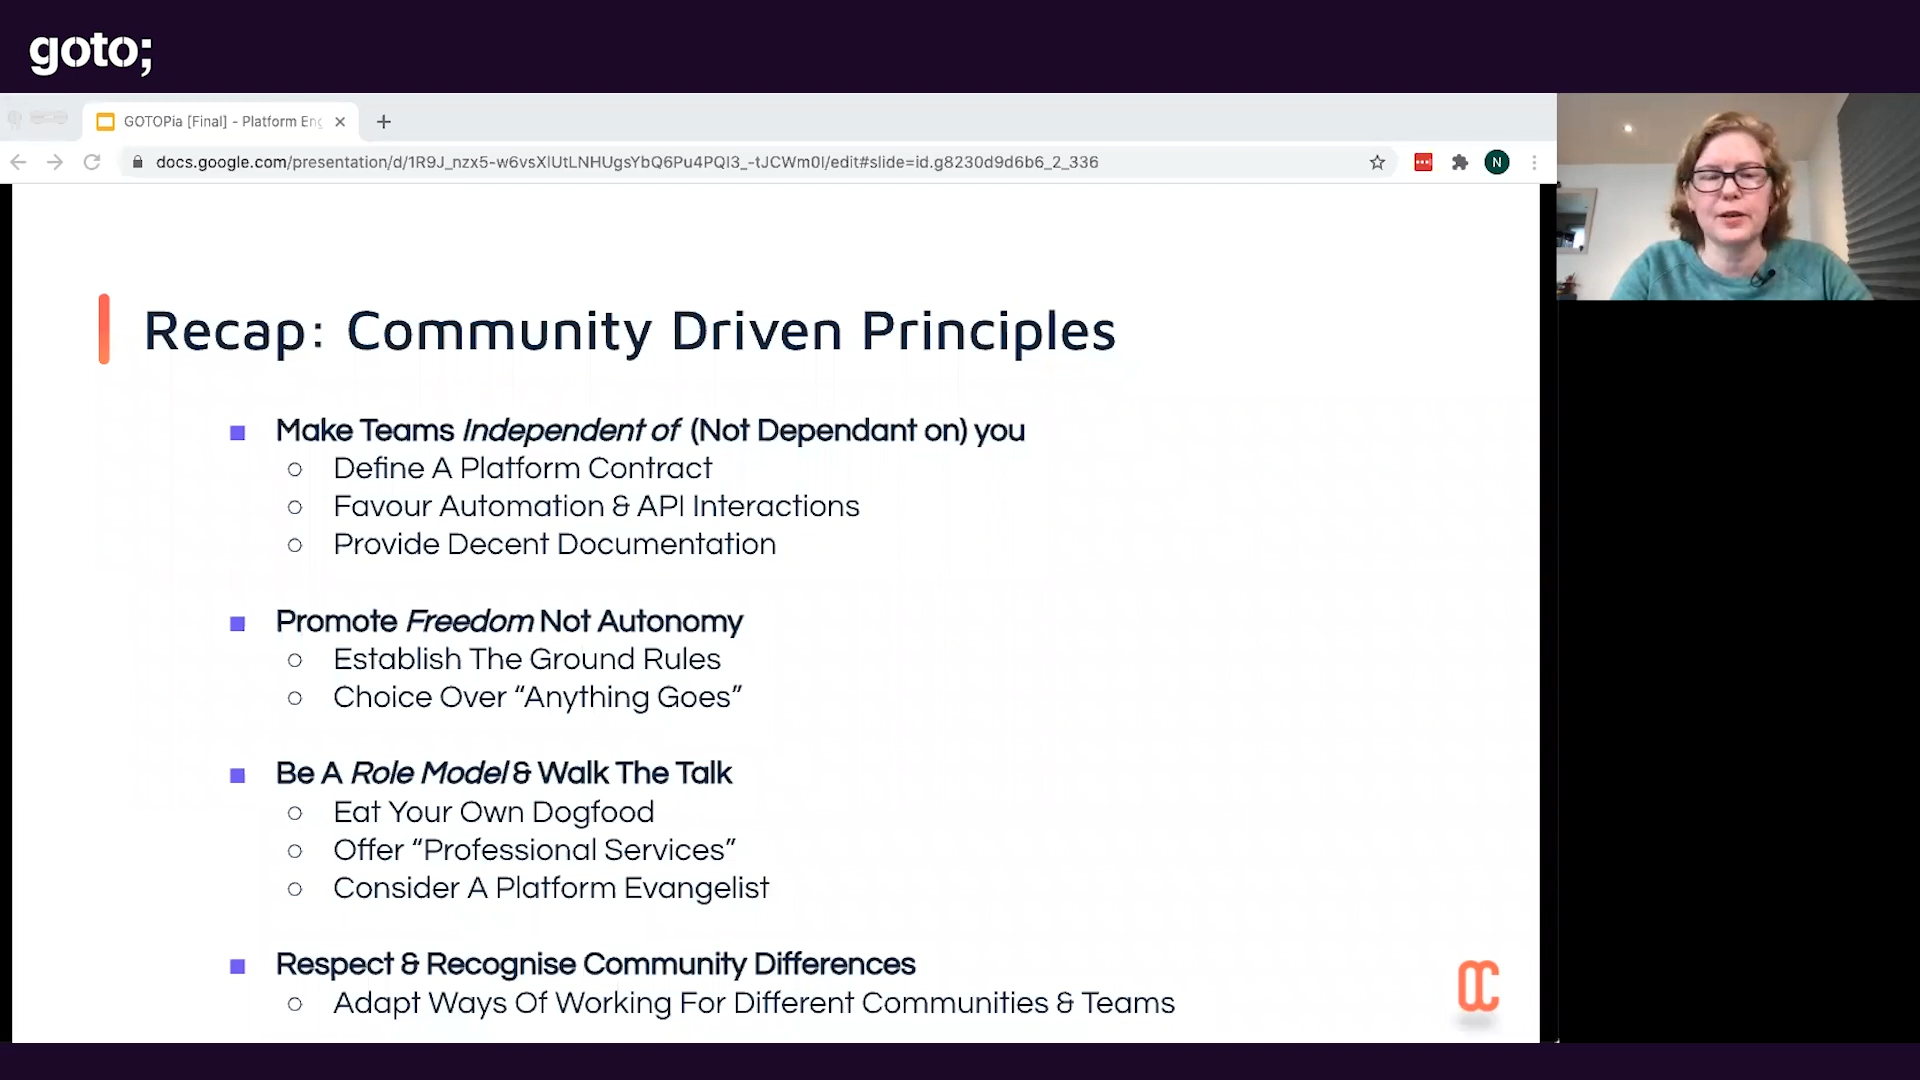 goto;
GOTOPia [Final] - Platform Eng
docs.google.com/presentation/d/1R9J_nzx5-w6vsXlUtLNHUgsYbQ6Pu4PQI3_-tJCWm0I/edit#slide=id.g8230d9d6b6_2_336
N
Recap: Community Driven Principles
Make Teams Independent of (Not Dependant on) you
Define A Platform Contract
Favour Automation & API Interactions
Provide Decent Documentation
Promote Freedom Not Autonomy
Establish The Ground Rules
Choice Over “Anything Goes”
Be A Role Model & Walk The Talk
Eat Your Own Dogfood
Offer “Professional Services”
Consider A Platform Evangelist
Respect & Recognise Community Differences
Adapt Ways Of Working For Different Communities & Teams